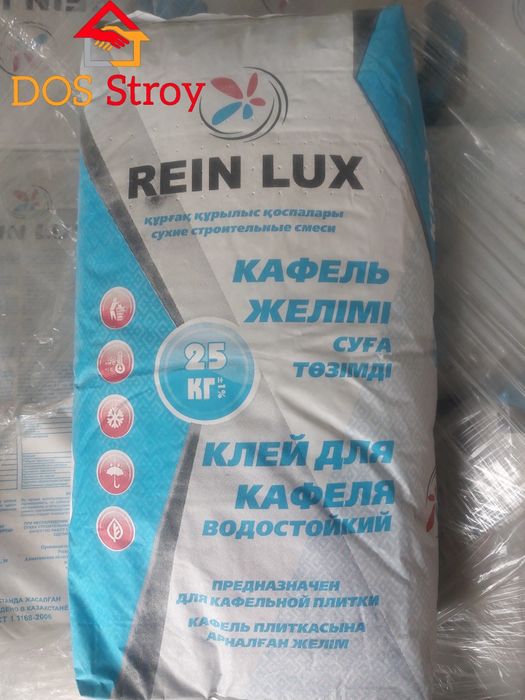 DOS Stroy
REIN LUX
құрғақ құрылыс қоспалары
сухие строительные смеси
КАФЕЛЬ
ЖЕЛІМІ
СУҒА
ТӨЗІМДІ
25
КГ ±1%
КЛЕЙ ДЛЯ
КАФЕЛЯ
ВОДОСТОЙКИЙ
ПРЕДНАЗНАЧЕН
ДЛЯ КАФЕЛЬНОЙ ПЛИТКИ
КАФЕЛЬ ПЛИТКАСЫНА
АРНАЛҒАН ЖЕЛІМ